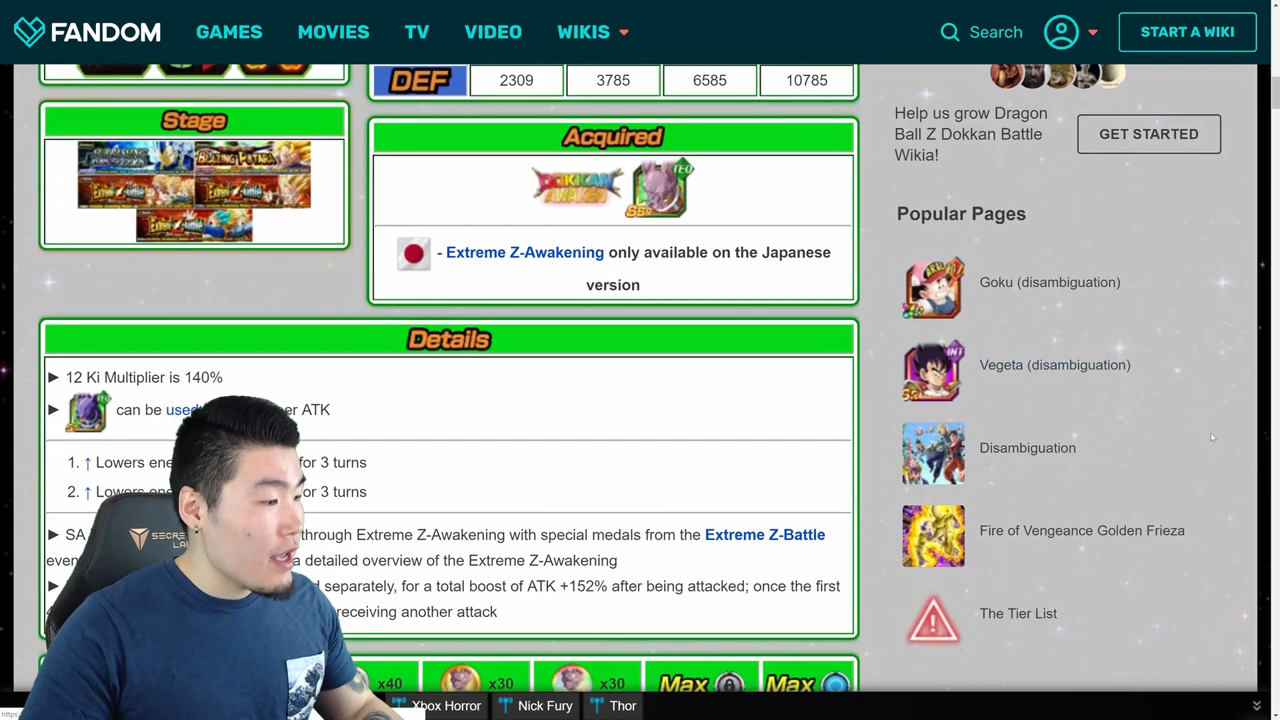 FANDOM
GAMES
MOVIES
TV
VIDEO
WIKIS
Search
START A WIKI
DEF
2309
3785
6585
10785
Stage
Acquired
DOKKAN
AWAKEN
TEQ
SSR
- Extreme Z-Awakening only available on the Japanese
version
Help us grow Dragon
Ball Z Dokkan Battle
Wikia!
GET STARTED
Popular Pages
Goku (disambiguation)
Vegeta (disambiguation)
Disambiguation
Fire of Vengeance Golden Frieza
The Tier List
Details
► 12 Ki Multiplier is 140%
► can be used ATK
1. ↑ Lowers for 3 turns
2. ↑ Lowers for 3 turns
► SA through Extreme Z-Awakening with special medals from the Extreme Z-Battle
a detailed overview of the Extreme Z-Awakening
separately, for a total boost of ATK +152% after being attacked; once the first
receiving another attack
x40
x30
x30
Max
Max
Xbox Horror
Nick Fury
Thor